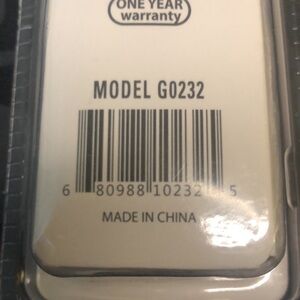 ONE YEAR
warranty
MODEL G0232
6 80988 10232 5
MADE IN CHINA